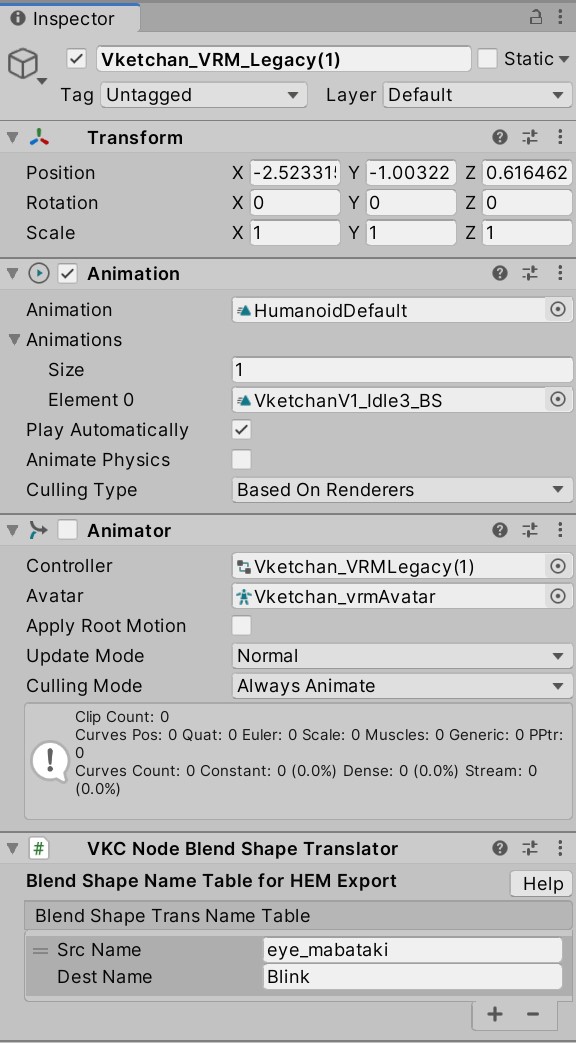 Inspector
Vketchan_VRM_Legacy(1) Static
Tag Untagged Layer Default
Transform
Position X -2.52331 Y -1.00322 Z 0.616462
Rotation X 0 Y 0 Z 0
Scale X 1 Y 1 Z 1
Animation
Animation HumanoidDefault
Animations
Size 1
Element 0 VketchanV1_Idle3_BS
Play Automatically
Animate Physics
Culling Type Based On Renderers
Animator
Controller Vketchan_VRMLegacy(1)
Avatar Vketchan_vrmAvatar
Apply Root Motion
Update Mode Normal
Culling Mode Always Animate
Clip Count: 0
Curves Pos: 0 Quat: 0 Euler: 0 Scale: 0 Muscles: 0 Generic: 0 PPtr:
0
Curves Count: 0 Constant: 0 (0.0%) Dense: 0 (0.0%) Stream: 0
(0.0%)
# VKC Node Blend Shape Translator
Blend Shape Name Table for HEM Export Help
Blend Shape Trans Name Table
Src Name eye_mabataki
Dest Name Blink